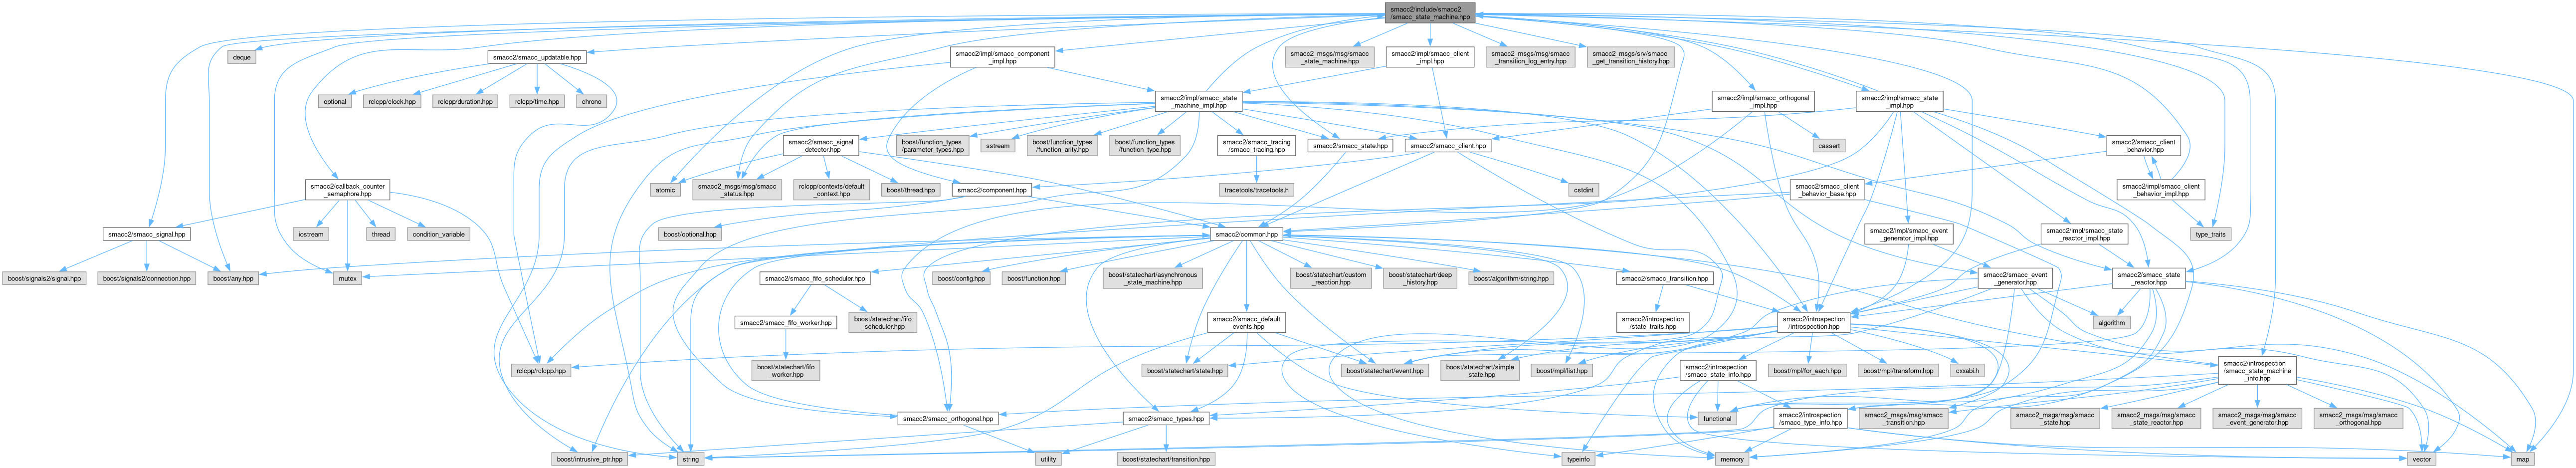 smacc2/include/smacc2
/smacc_state_machine.hpp
deque
smacc2/smacc_updatable.hpp
smacc2/impl/smacc_component
_impl.hpp
smacc2_msgs/msg/smacc
_state_machine.hpp
smacc2/impl/smacc_client
_impl.hpp
smacc2_msgs/msg/smacc
_transition_log_entry.hpp
smacc2_msgs/srv/smacc
_get_transition_history.hpp
optional
rclcpp/clock.hpp
rclcpp/duration.hpp
rclcpp/time.hpp
chrono
smacc2/impl/smacc_state
_machine_impl.hpp
smacc2/impl/smacc_orthogonal
_impl.hpp
smacc2/impl/smacc_state
_impl.hpp
smacc2/smacc_signal
_detector.hpp
boost/function_types
/parameter_types.hpp
sstream
boost/function_types
/function_arity.hpp
boost/function_types
/function_type.hpp
smacc2/smacc_tracing
/smacc_tracing.hpp
smacc2/smacc_state.hpp
smacc2/smacc_client.hpp
cassert
smacc2/smacc_client
_behavior.hpp
smacc2/callback_counter
_semaphore.hpp
atomic
smacc2_msgs/msg/smacc
_status.hpp
rclcpp/contexts/default
_context.hpp
boost/thread.hpp
smacc2/component.hpp
tracetools/tracetools.h
cstdint
smacc2/smacc_client
_behavior_base.hpp
smacc2/impl/smacc_client
_behavior_impl.hpp
smacc2/smacc_signal.hpp
iostream
thread
condition_variable
boost/optional.hpp
smacc2/common.hpp
smacc2/impl/smacc_event
_generator_impl.hpp
smacc2/impl/smacc_state
_reactor_impl.hpp
type_traits
boost/signals2/signal.hpp
boost/signals2/connection.hpp
boost/any.hpp
mutex
smacc2/smacc_fifo_scheduler.hpp
boost/config.hpp
boost/function.hpp
boost/statechart/asynchronous
_state_machine.hpp
boost/statechart/custom
_reaction.hpp
boost/statechart/deep
_history.hpp
boost/algorithm/string.hpp
smacc2/smacc_transition.hpp
smacc2/smacc_event
_generator.hpp
smacc2/smacc_state
_reactor.hpp
smacc2/smacc_fifo_worker.hpp
boost/statechart/fifo
_scheduler.hpp
smacc2/smacc_default
_events.hpp
smacc2/introspection
/state_traits.hpp
smacc2/introspection
/introspection.hpp
algorithm
rclcpp/rclcpp.hpp
boost/statechart/fifo
_worker.hpp
boost/statechart/state.hpp
boost/statechart/event.hpp
boost/statechart/simple
_state.hpp
boost/mpl/list.hpp
smacc2/introspection
/smacc_state_info.hpp
boost/mpl/for_each.hpp
boost/mpl/transform.hpp
cxxabi.h
smacc2/introspection
/smacc_state_machine
_info.hpp
smacc2/smacc_orthogonal.hpp
smacc2/smacc_types.hpp
functional
smacc2/introspection
/smacc_type_info.hpp
smacc2_msgs/msg/smacc
_transition.hpp
smacc2_msgs/msg/smacc
_state.hpp
smacc2_msgs/msg/smacc
_state_reactor.hpp
smacc2_msgs/msg/smacc
_event_generator.hpp
smacc2_msgs/msg/smacc
_orthogonal.hpp
boost/intrusive_ptr.hpp
string
utility
boost/statechart/transition.hpp
typeinfo
memory
vector
map